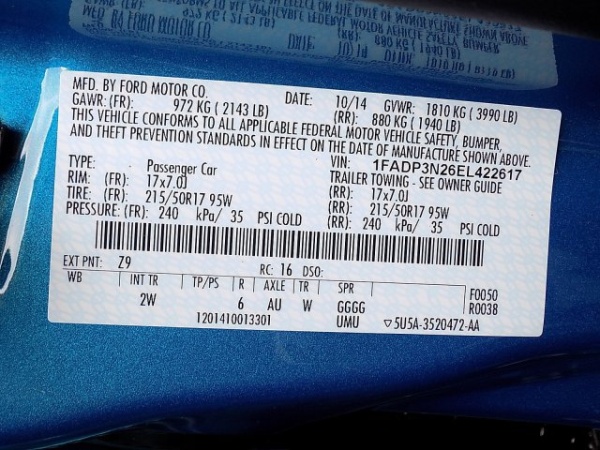 MFD. BY FORD MOTOR CO.
DATE: 10/14 GVWR: 1810 KG ( 3990 LB)
GAWR: (FR): 972 KG ( 2143 LB) (RR): 880 KG ( 1940 LB)
THIS VEHICLE CONFORMS TO ALL APPLICABLE FEDERAL MOTOR VEHICLE SAFETY, BUMPER,
AND THEFT PREVENTION STANDARDS IN EFFECT ON THE DATE OF MANUFACTURE SHOWN ABOVE.
TYPE: Passenger Car VIN: 1FADP3N26EL422617
TRAILER TOWING - SEE OWNER GUIDE
RIM: (FR): 17x7.0J (RR): 17x7.0J
TIRE: (FR): 215/50R17 95W (RR): 215/50R17 95W
PRESSURE: (FR): 240 kPa/ 35 PSI COLD (RR): 240 kPa/ 35 PSI COLD
EXT PNT: Z9 RC: 16 DSO:
WB INT TR TP/PS R AXLE TR SPR F0050
2W 6 AU W GGGG R0038
1201410013301 UMU ▽5U5A-3520472-AA